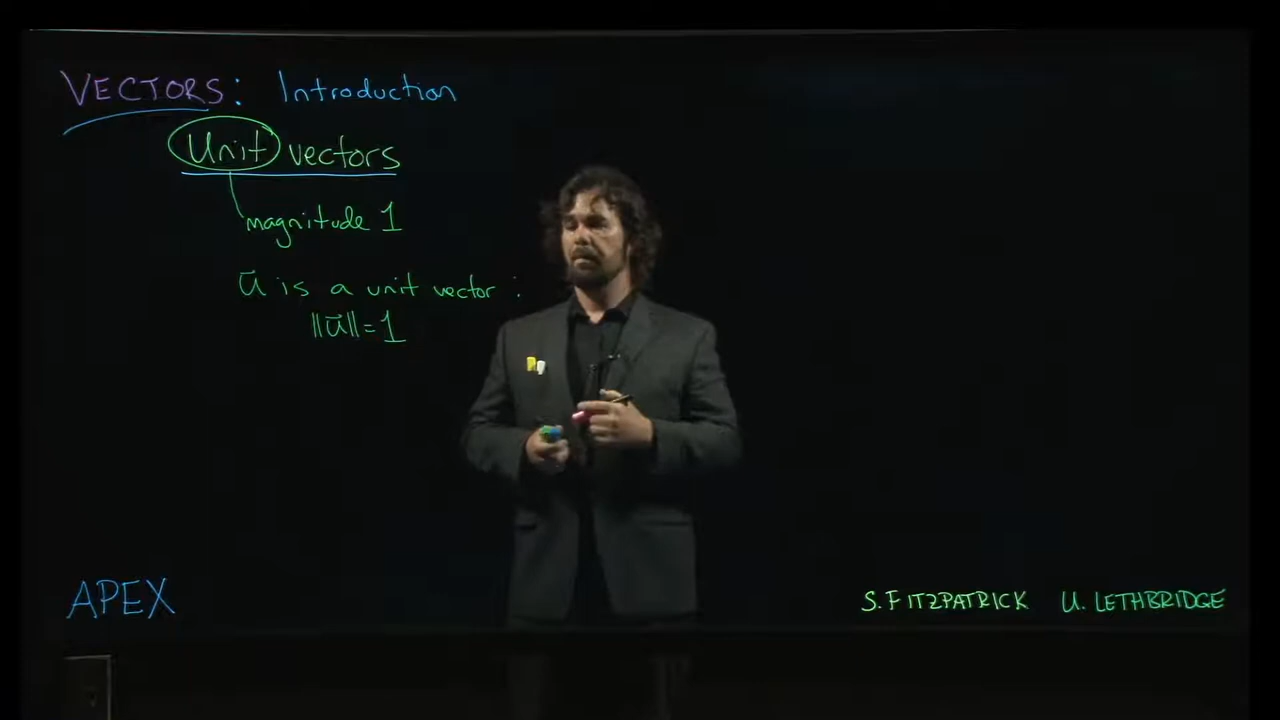 VECTORS: Introduction
Unit vectors
magnitude 1
ū is a unit vector:
||ū||=1
APEX
S.FITZPATRICK U. LETHBRIDGE